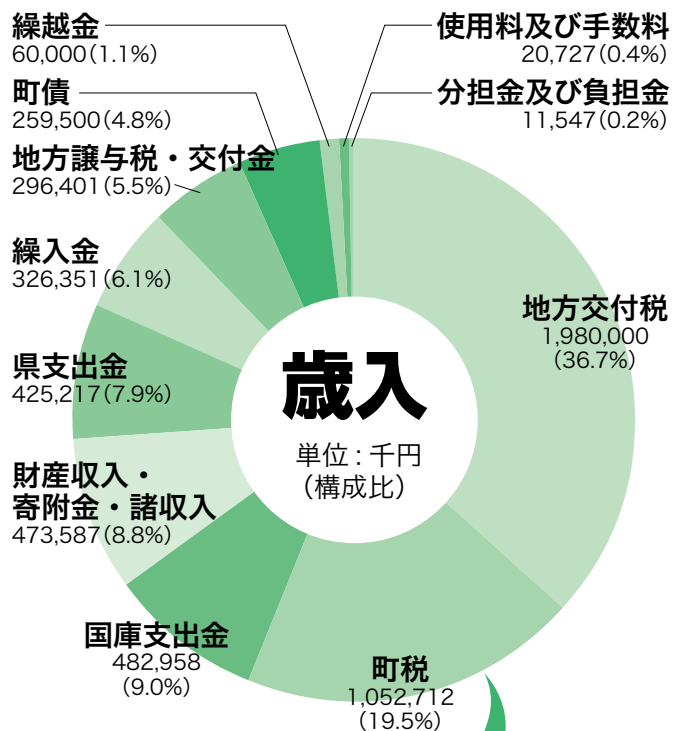 繰越金
60,000(1.1%)
町債
259,500(4.8%)
地方譲与税・交付金
296,401(5.5%)
繰入金
326,351(6.1%)
県支出金
425,217(7.9%)
財産収入・
寄附金・諸収入
473,587(8.8%)
国庫支出金
482,958
(9.0%)
町税
1,052,712
(19.5%)
使用料及び手数料
20,727(0.4%)
分担金及び負担金
11,547(0.2%)
地方交付税
1,980,000
(36.7%)
歳入
単位:千円
(構成比)